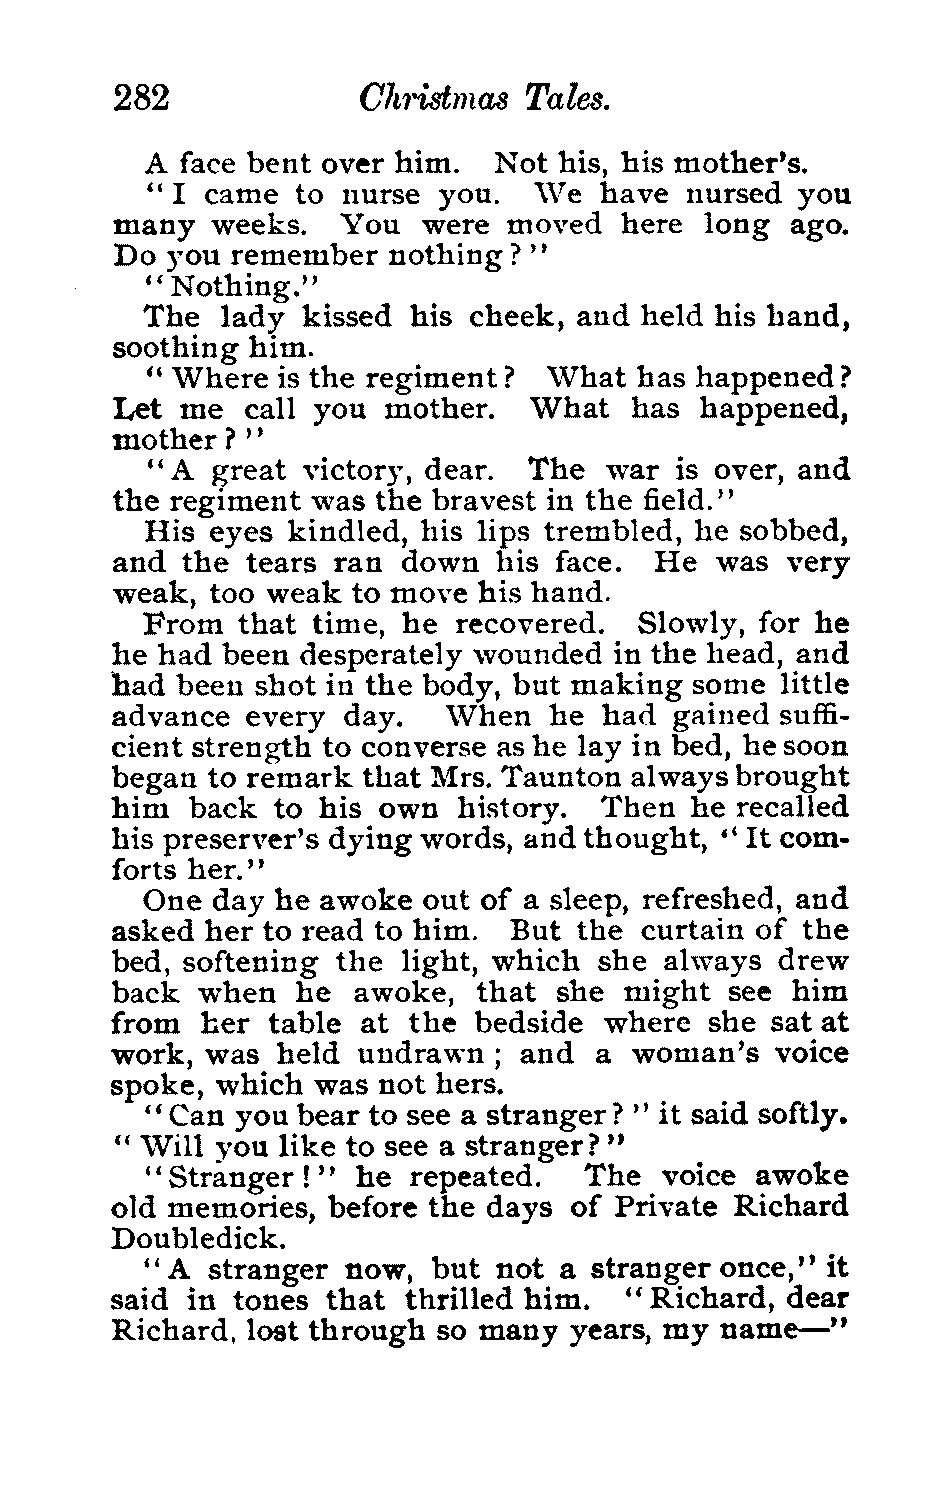 282 Christmas Tales.
A face bent over him. Not his, his mother's.
"I came to nurse you. We have nursed you
many weeks. You were moved here long ago.
Do you remember nothing?"
"Nothing."
The lady kissed his cheek, and held his hand,
soothing him.
"Where is the regiment? What has happened?
Let me call you mother. What has happened,
mother?"
"A great victory, dear. The war is over, and
the regiment was the bravest in the field."
His eyes kindled, his lips trembled, he sobbed,
and the tears ran down his face. He was very
weak, too weak to move his hand.
From that time, he recovered. Slowly, for he
he had been desperately wounded in the head, and
had been shot in the body, but making some little
advance every day. When he had gained suffi-
cient strength to converse as he lay in bed, he soon
began to remark that Mrs. Taunton always brought
him back to his own history. Then he recalled
his preserver's dying words, and thought, "It com-
forts her."
One day he awoke out of a sleep, refreshed, and
asked her to read to him. But the curtain of the
bed, softening the light, which she always drew
back when he awoke, that she might see him
from her table at the bedside where she sat at
work, was held undrawn; and a woman's voice
spoke, which was not hers.
"Can you bear to see a stranger?" it said softly.
"Will you like to see a stranger?"
"Stranger!" he repeated. The voice awoke
old memories, before the days of Private Richard
Doubledick.
"A stranger now, but not a stranger once," it
said in tones that thrilled him. "Richard, dear
Richard, lost through so many years, my name—"